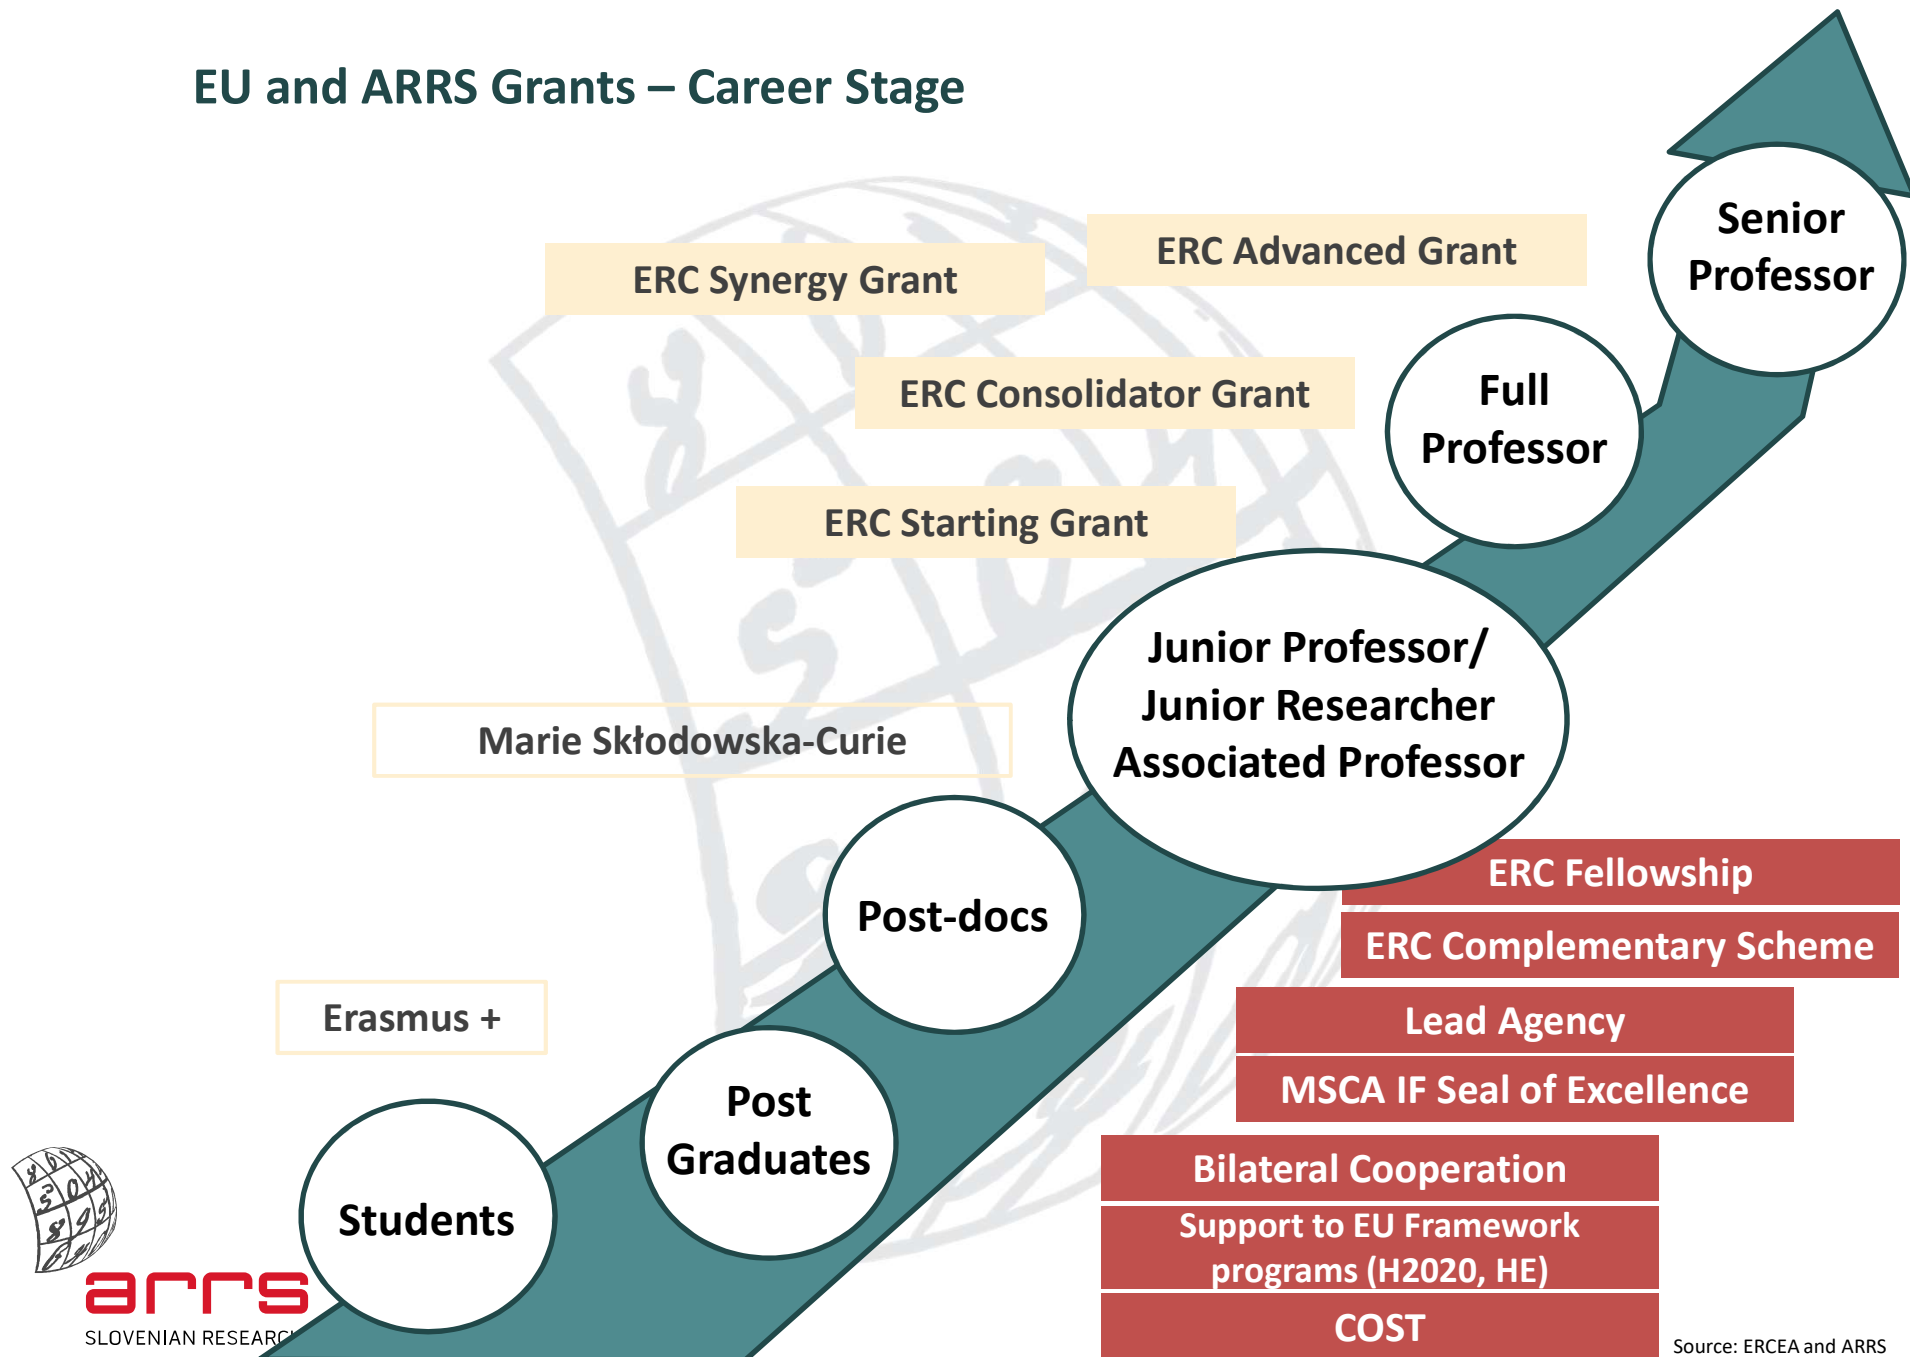 EU and ARRS Grants – Career Stage
Senior
Professor
ERC Advanced Grant
ERC Synergy Grant
ERC Consolidator Grant
Full
Professor
ERC Starting Grant
Junior Professor/
Junior Researcher
Associated Professor
Marie Skłodowska-Curie
Post-docs
ERC Fellowship
ERC Complementary Scheme
Erasmus +
Lead Agency
MSCA IF Seal of Excellence
Post
Graduates
Bilateral Cooperation
Students
Support to EU Framework
programs (H2020, HE)
COST
arrs
SLOVENIAN
Source: ERCEA and ARRS